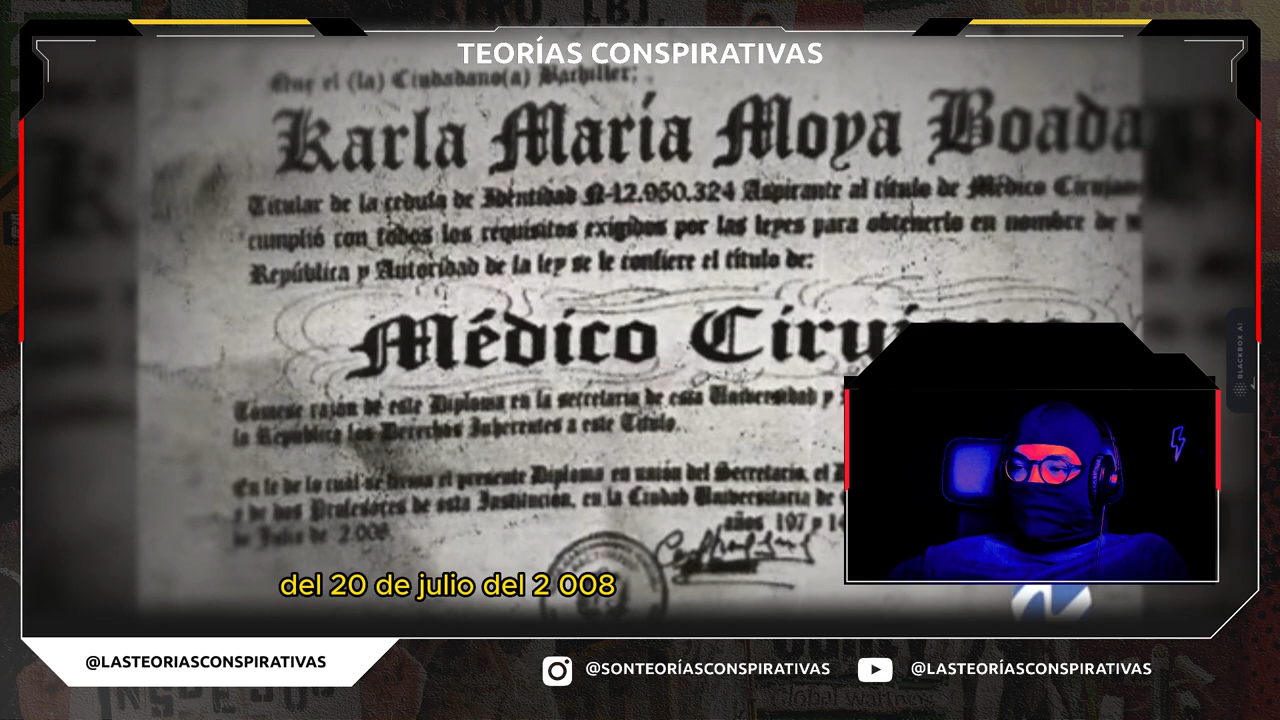 TEORÍAS CONSPIRATIVAS
Que el (la) Ciudadano(a) Bachiller;
Karla María Moya Boada
Titular de la cedula de Identidad N-12.950.324 Aspirante al título de Médico Cirujano
cumplió con todos los requisitos exigidos por las leyes para obtenerlo en nombre de
República y Autoridad de la ley se le confiere el título de:
Médico
Tómese razón de este Diploma en la secretaria de esta Universidad y
la República los Derechos Inherentes a este Titulo.
En fe de lo cual se firma el presente Diploma en unión del Secretario, el
y de dos Profesores de esta Institución, en la Ciudad Universitaria de
años 197 y
de Julio de 2.008
BLACKBOX AI
del 20 de julio del 2 008
@LASTEORIASCONSPIRATIVAS
@SONTEORÍASCONSPIRATIVAS
@LASTEORIASCONSPIRATIVAS